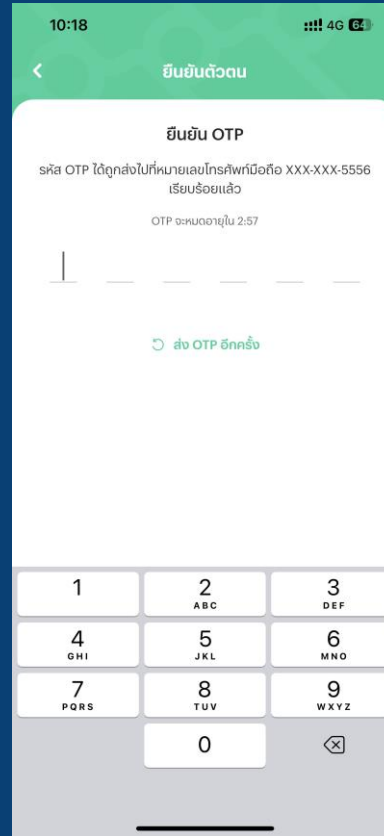 10:18 4G 64
ยืนยันตัวตน
ยืนยัน OTP
รหัส OTP ได้ถูกส่งไปที่หมายเลขโทรศัพท์มือถือ XXX-XXX-5556
เรียบร้อยแล้ว
OTP จะหมดอายุใน 2:57
ส่ง OTP อีกครั้ง
1 2 3
ABC DEF
4 5 6
GHI JKL MNO
7 8 9
PQRS TUV WXYZ
0